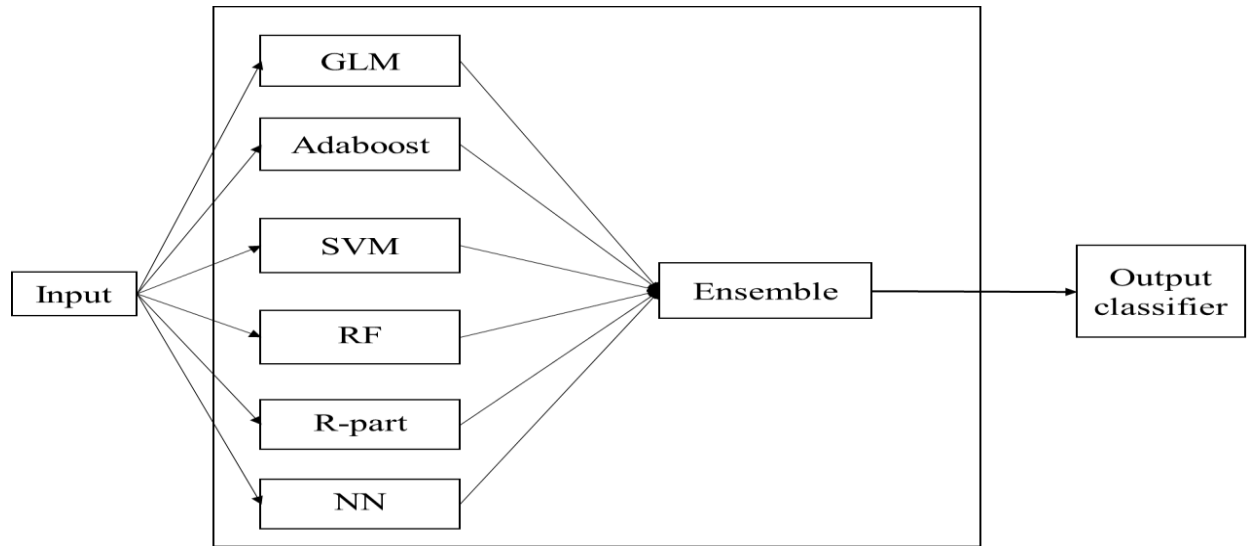 GLM
Adaboost
SVM
Input
Ensemble
Output
classifier
RF
R-part
NN